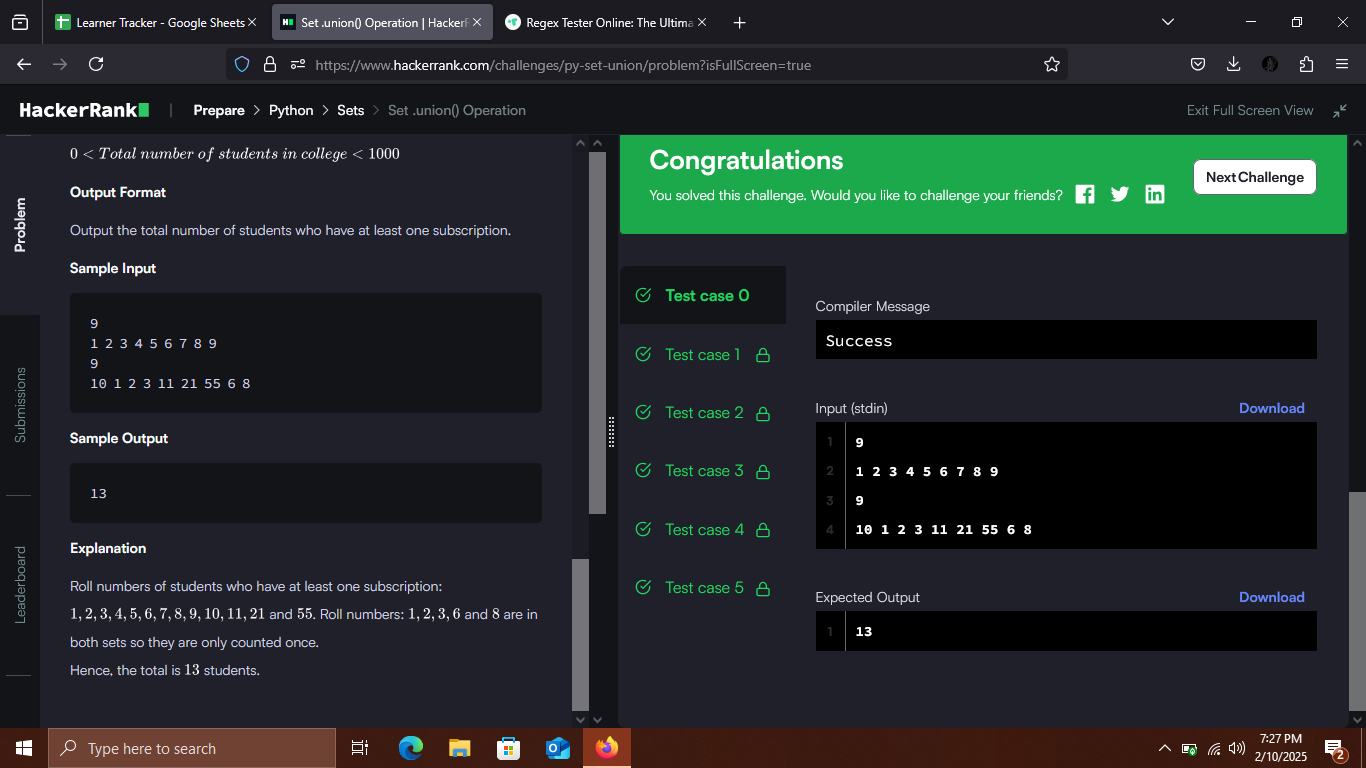 Learner Tracker - Google Sheets
Set .union() Operation | HackerR
Regex Tester Online: The Ultima
https://www.hackerrank.com/challenges/py-set-union/problem?isFullScreen=true
HackerRank
|
Prepare > Python > Sets > Set .union() Operation
Exit Full Screen View
Problem
Submissions
Leaderboard
0 < Total number of students in college < 1000
Output Format
Output the total number of students who have at least one subscription.
Sample Input
9
1 2 3 4 5 6 7 8 9
9
10 1 2 3 11 21 55 6 8
Sample Output
13
Explanation
Roll numbers of students who have at least one subscription:
1, 2, 3, 4, 5, 6, 7, 8, 9, 10, 11, 21 and 55. Roll numbers: 1, 2, 3, 6 and 8 are in
both sets so they are only counted once.
Hence, the total is 13 students.
Congratulations
You solved this challenge. Would you like to challenge your friends?
Next Challenge
Test case 0
Test case 1
Test case 2
Test case 3
Test case 4
Test case 5
Compiler Message
Success
Input (stdin)
Download
1 9
2 1 2 3 4 5 6 7 8 9
3 9
4 10 1 2 3 11 21 55 6 8
Expected Output
Download
1 13
Type here to search
7:27 PM
2/10/2025
2